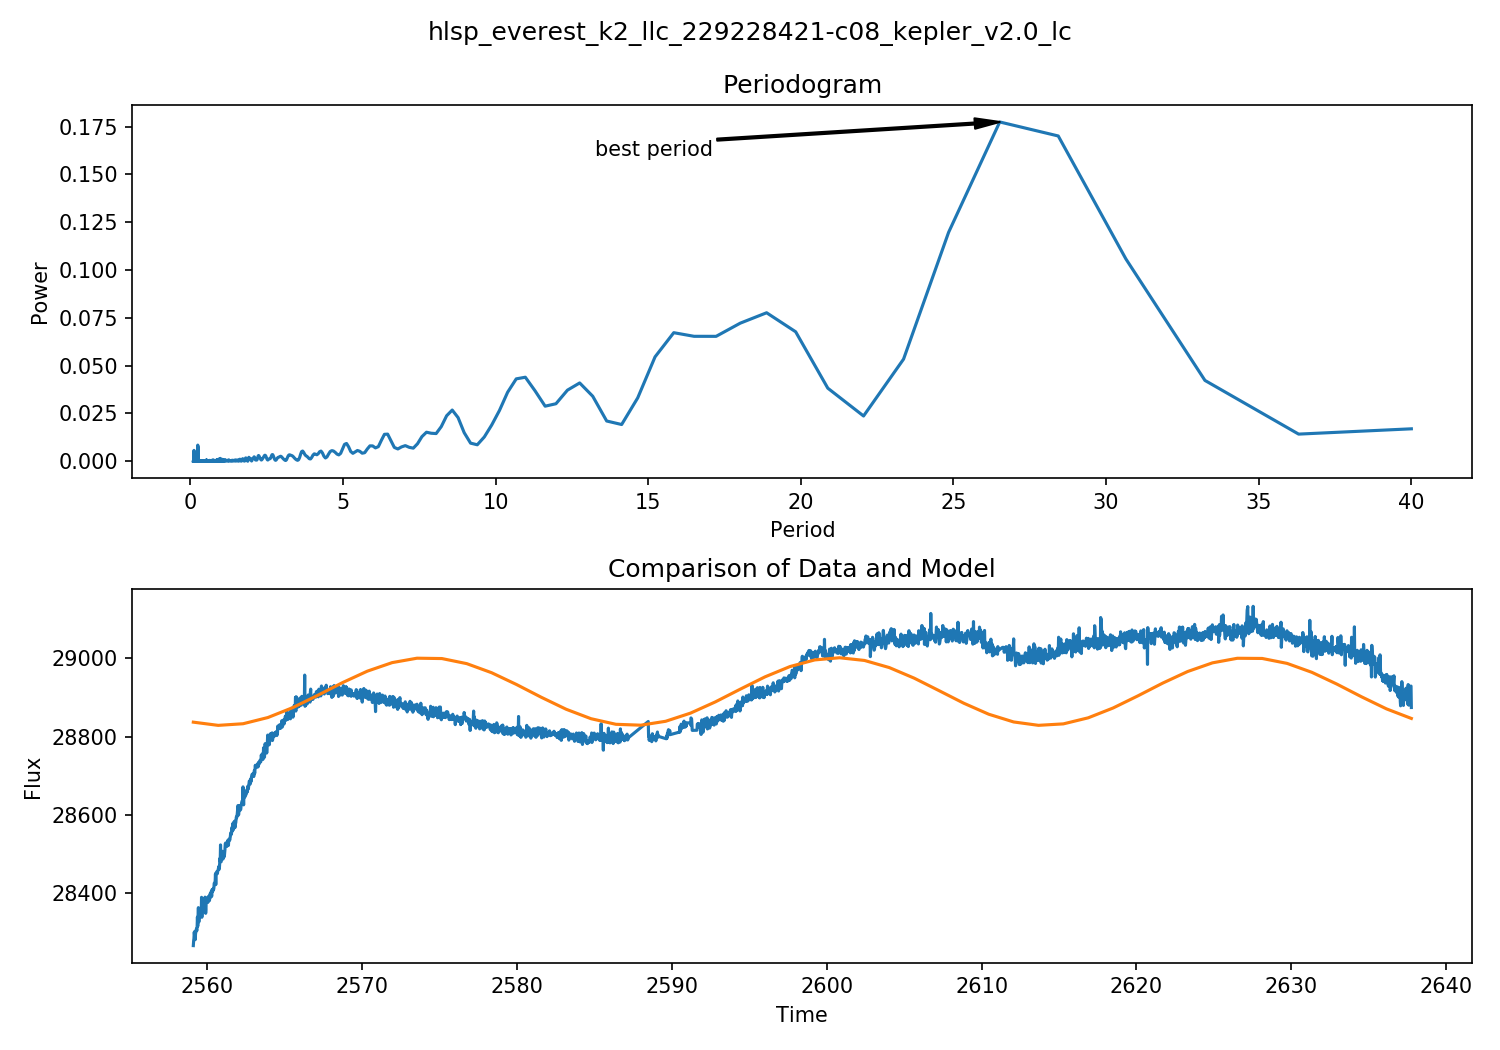 hlsp_everest_k2_llc_229228421-c08_kepler_v2.0_lc
Periodogram
0.175
0.150
0.125
0.100
0.075
0.050
0.025
0.000
Power
best period
0 5 10 15 20 25 30 35 40
Period
Comparison of Data and Model
29000
28800
28600
28400
Flux
2560 2570 2580 2590 2600 2610 2620 2630 2640
Time